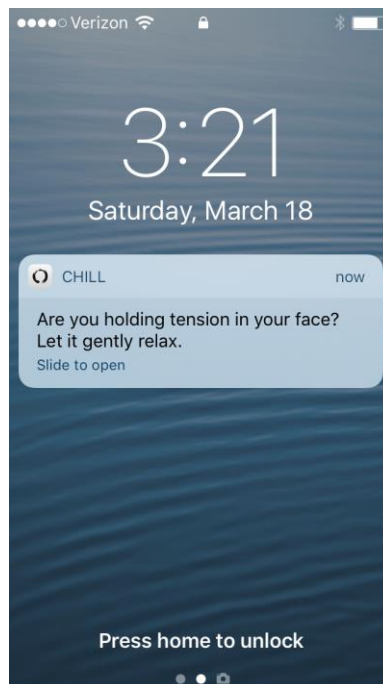 Verizon
3:21
Saturday, March 18
CHILL now
Are you holding tension in your face?
Let it gently relax.
Slide to open
Press home to unlock